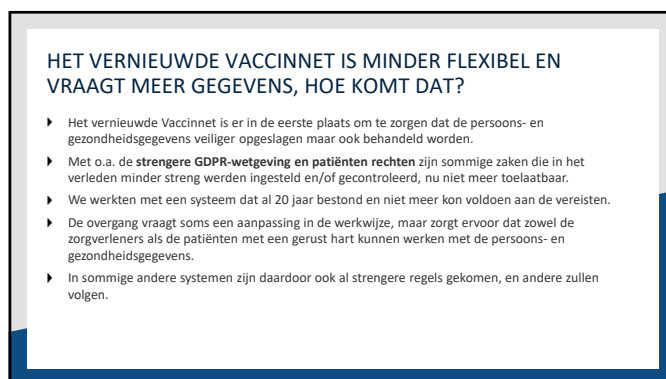 HET VERNIEUWDE VACCINNET IS MINDER FLEXIBEL EN
VRAAGT MEER GEGEVENS, HOE KOMT DAT?
Het vernieuwde Vaccinnet is er in de eerste plaats om te zorgen dat de persoons- en
gezondheidsgegevens veiliger opgeslagen maar ook behandeld worden.
Met o.a. de strengere GDPR-wetgeving en patiënten rechten zijn sommige zaken die in het
verleden minder streng werden ingesteld en/of gecontroleerd, nu niet meer toelaatbaar.
We werkten met een systeem dat al 20 jaar bestond en niet meer kon voldoen aan de vereisten.
De overgang vraagt soms een aanpassing in de werkwijze, maar zorgt ervoor dat zowel de
zorgverleners als de patiënten met een gerust hart kunnen werken met de persoons- en
gezondheidsgegevens.
In sommige andere systemen zijn daardoor ook al strengere regels gekomen, en andere zullen
volgen.